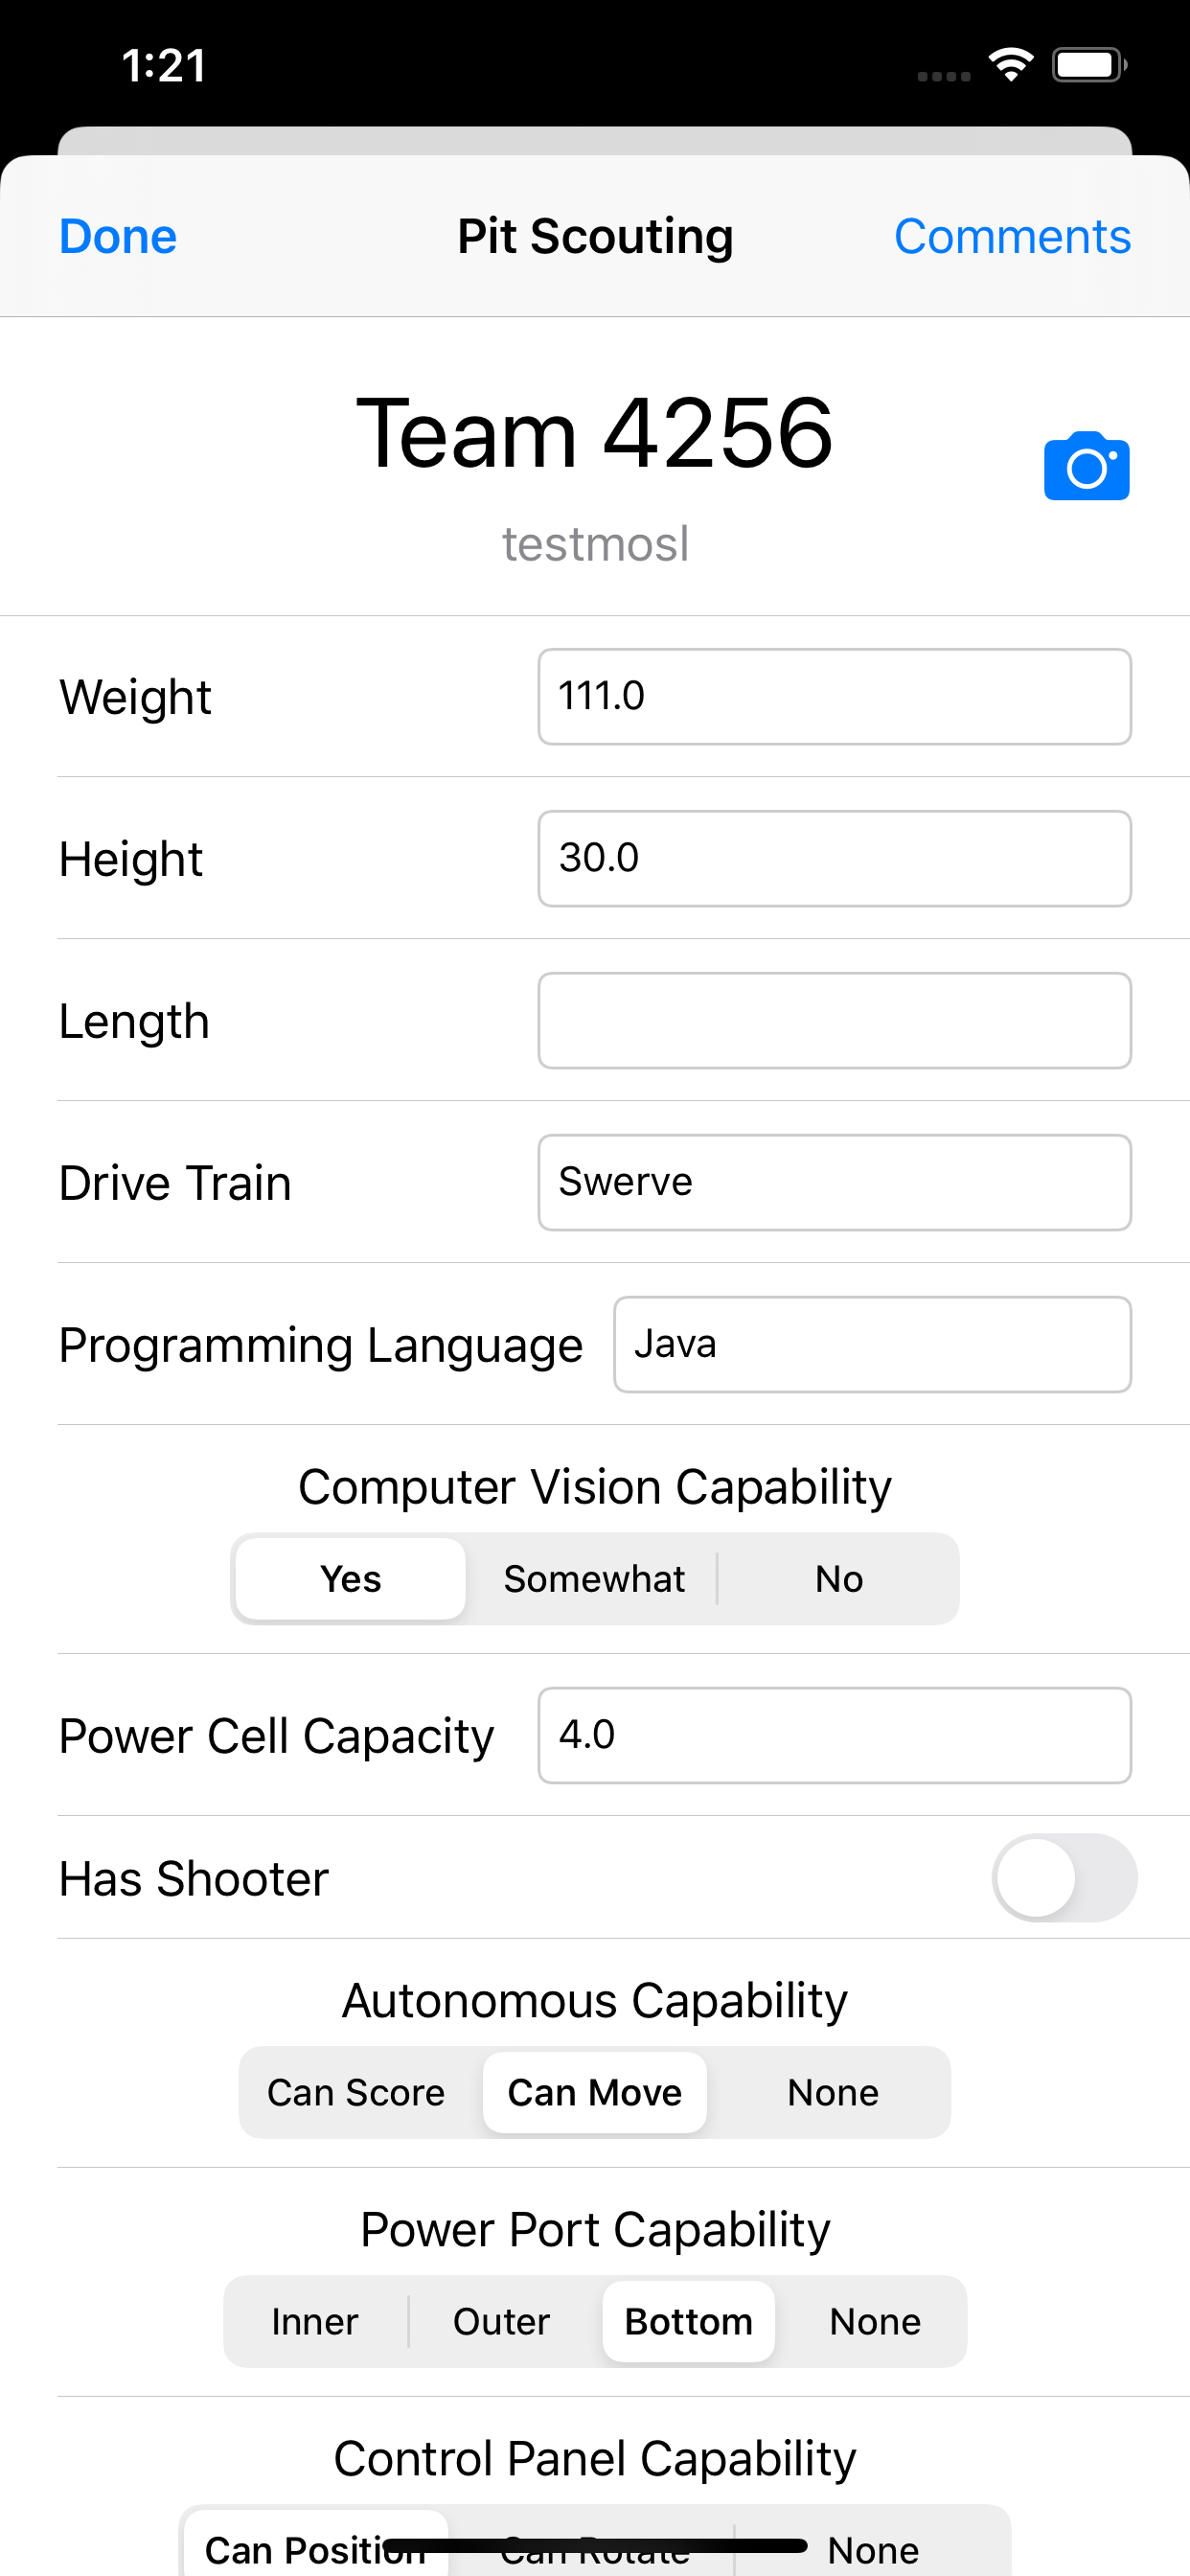 1:21
Done Pit Scouting Comments
Team 4256
testmosl
Weight 111.0
Height 30.0
Length
Drive Train Swerve
Programming Language Java
Computer Vision Capability
Yes Somewhat No
Power Cell Capacity 4.0
Has Shooter
Autonomous Capability
Can Score Can Move None
Power Port Capability
Inner Outer Bottom None
Control Panel Capability
Can Position Can Rotate None